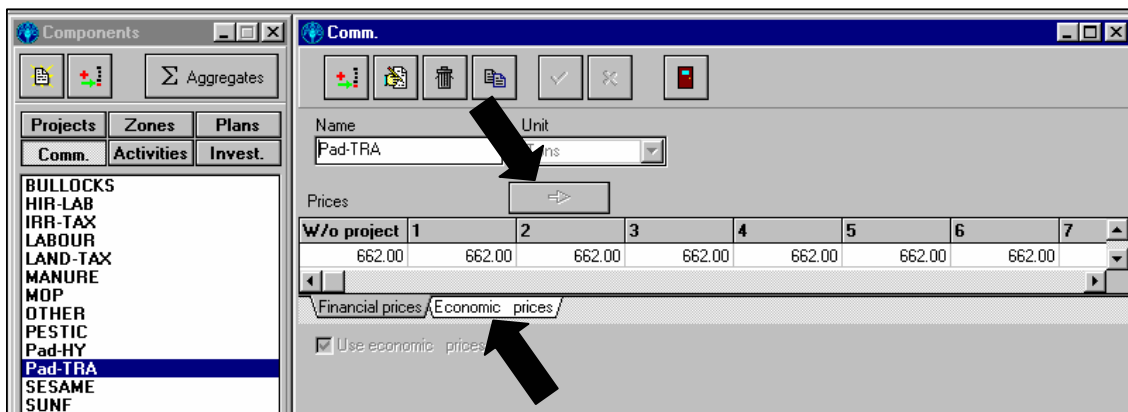 Components
Σ Aggregates
Projects Zones Plans
Comm. Activities Invest.
BULLOCKS
HIR-LAB
IRR-TAX
LABOUR
LAND-TAX
MANURE
MOP
OTHER
PESTIC
Pad-HY
Pad-TRA
SESAME
SUNF
Comm.
Name Unit
Pad-TRA
Prices
W/o project 1 2 3 4 5 6 7
662.00 662.00 662.00 662.00 662.00 662.00 662.00
Financial prices Economic prices
Use economic prices